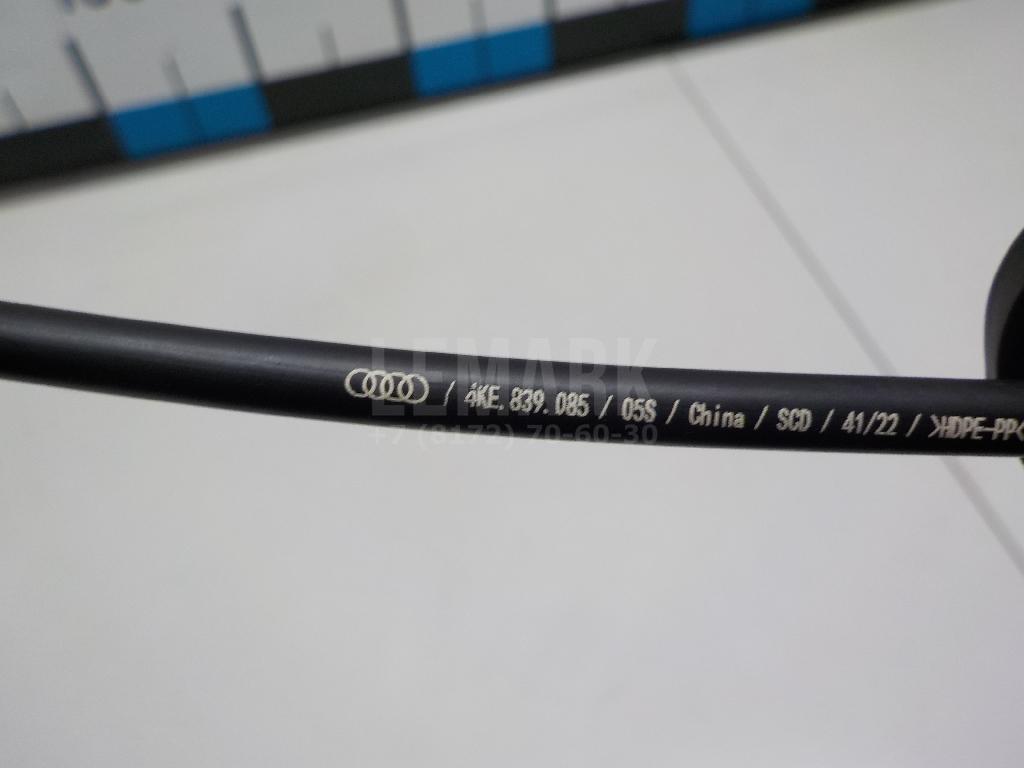 LEMARK
/ 4KE.839.085 / 05S / China / SCD / 41/22 / >HDPE-PP<
+7 (8172) 70-60-30